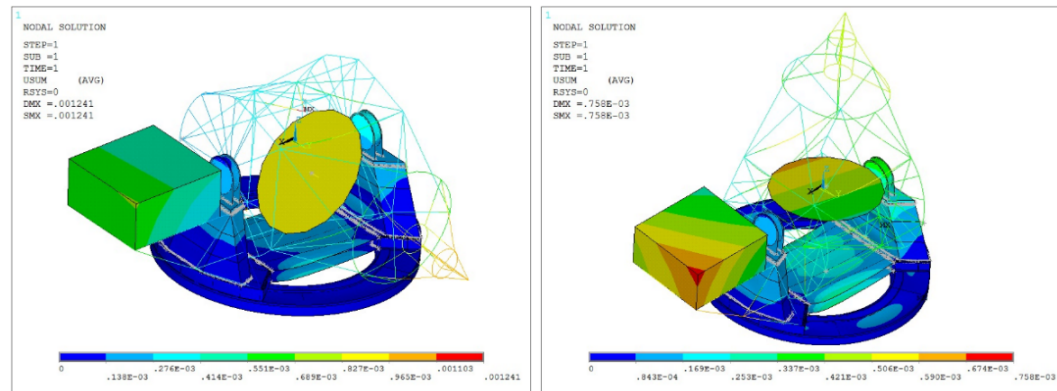 1
NODAL SOLUTION
STEP=1
SUB =1
TIME=1
USUM (AVG)
RSYS=0
DMX =.001241
SMX =.001241
MX
X
0
.138E-03
.276E-03
.414E-03
.551E-03
.689E-03
.827E-03
.965E-03
.001103
.001241
1
NODAL SOLUTION
STEP=1
SUB =1
TIME=1
USUM (AVG)
RSYS=0
DMX =.758E-03
SMX =.758E-03
X
Y
0
.843E-04
.169E-03
.253E-03
.337E-03
.421E-03
.506E-03
.590E-03
.674E-03
.758E-03